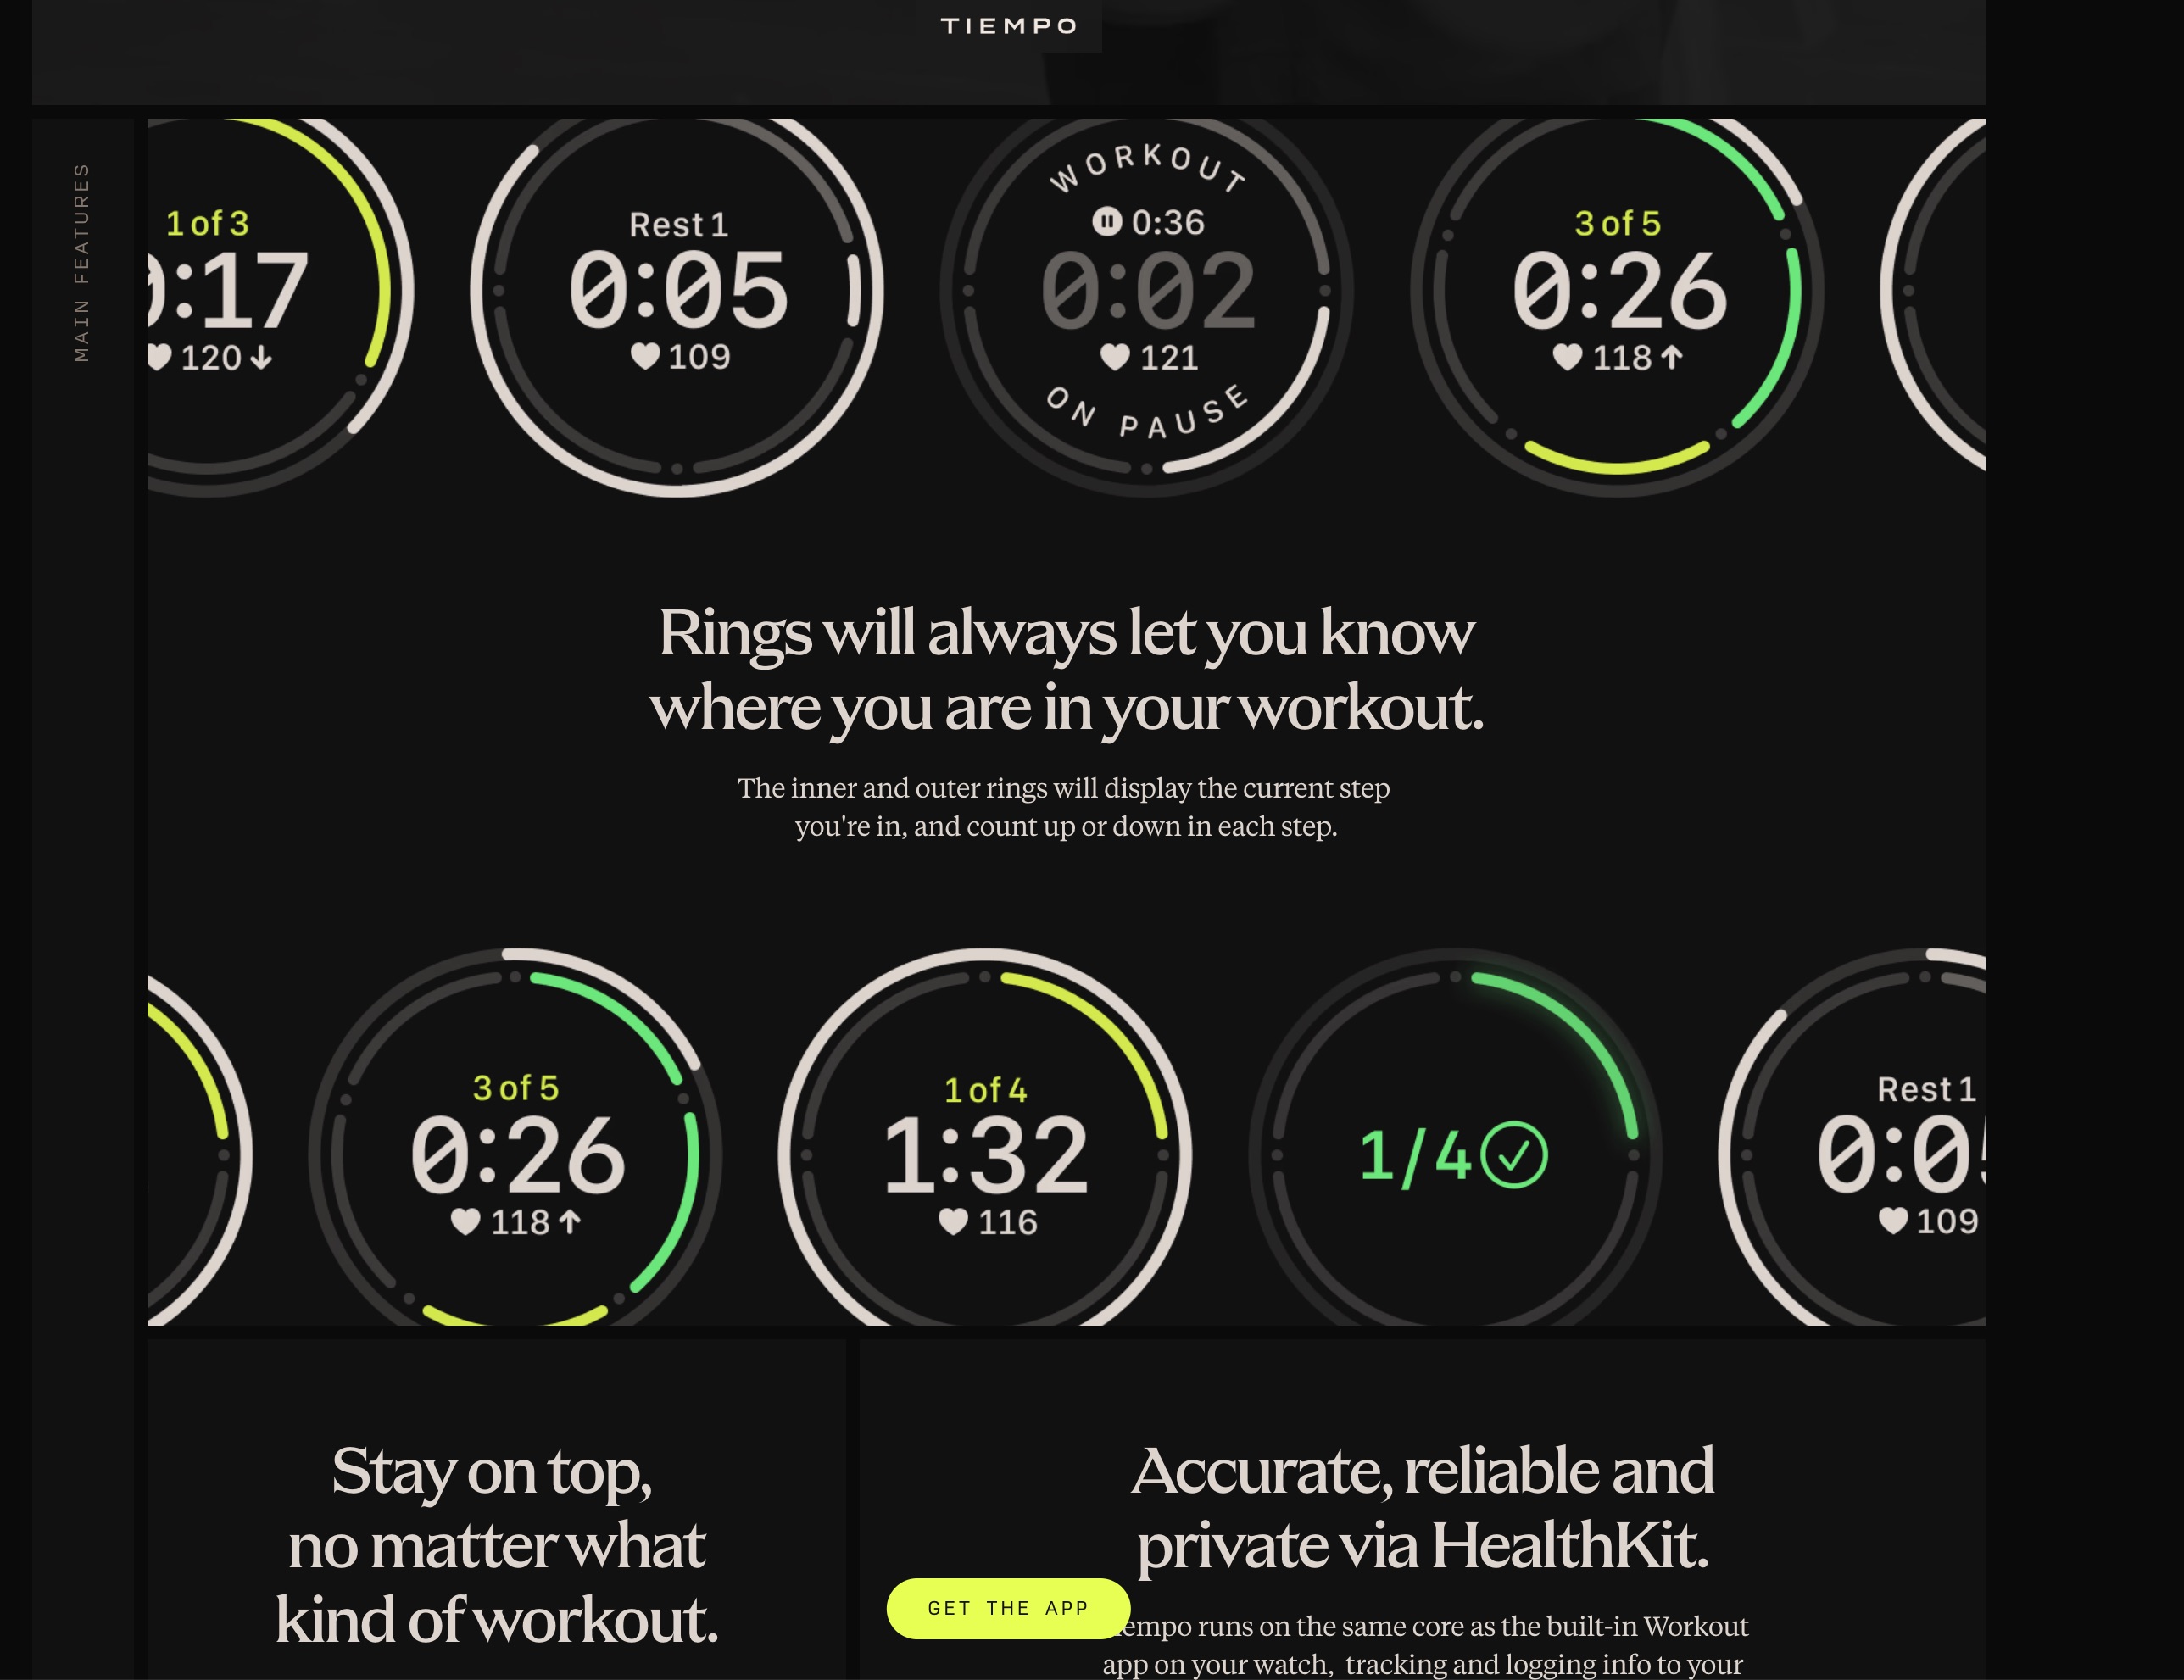 TIEMPO
MAIN FEATURES
1 of 3
0:17
120
Rest 1
0:05
109
WORKOUT
0:36
0:02
121
ON PAUSE
3 of 5
0:26
118
Rings will always let you know
where you are in your workout.
The inner and outer rings will display the current step
you're in, and count up or down in each step.
3 of 5
0:26
118
1 of 4
1:32
116
1/4
Rest 1
0:05
109
Stay on top,
no matter what
kind of workout.
Accurate, reliable and
private via HealthKit.
GET THE APP
empo runs on the same core as the built-in Workout
app on your watch, tracking and logging info to your